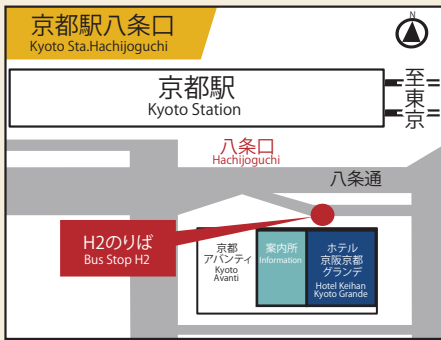 京都駅八条口
Kyoto Sta.Hachijoguchi
N
京都駅
Kyoto Station
至東京
八条口
Hachijoguchi
八条通
H2のりば
Bus Stop H2
京都
アバンティ
Kyoto
Avanti
案内所
Information
ホテル
京阪京都
グランデ
Hotel Keihan
Kyoto Grande